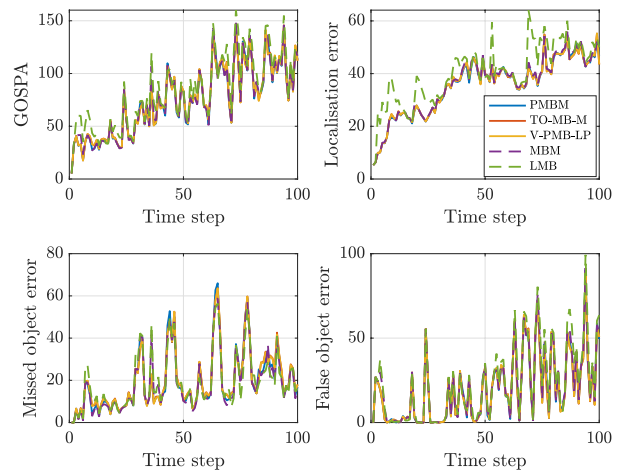 GOSPA
150
100
50
0
0
50
100
Time step
Localisation error
60
40
20
0
0
50
100
Time step
PMBM
TO-MB-M
V-PMB-LP
MBM
LMB
Missed object error
80
60
40
20
0
0
50
100
Time step
False object error
100
50
0
0
50
100
Time step